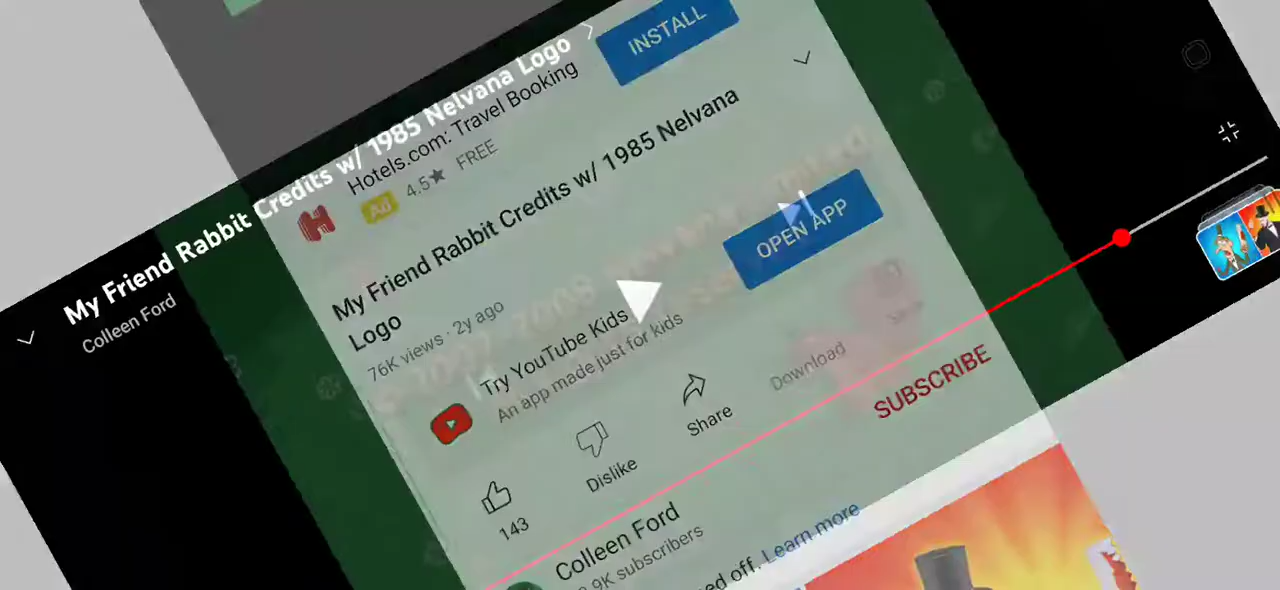 INSTALL
My Friend Rabbit Credits w/ 1985 Nelvana Logo
Colleen Ford
Hotels.com: Travel Booking
Ad 4.5★ FREE
My Friend Rabbit Credits w/ 1985 Nelvana
Logo
76K views · 2y ago
OPEN APP
Try YouTube Kids
An app made just for kids
143
Dislike
Share
Download
SUBSCRIBE
Colleen Ford
.9K subscribers
off. Learn more